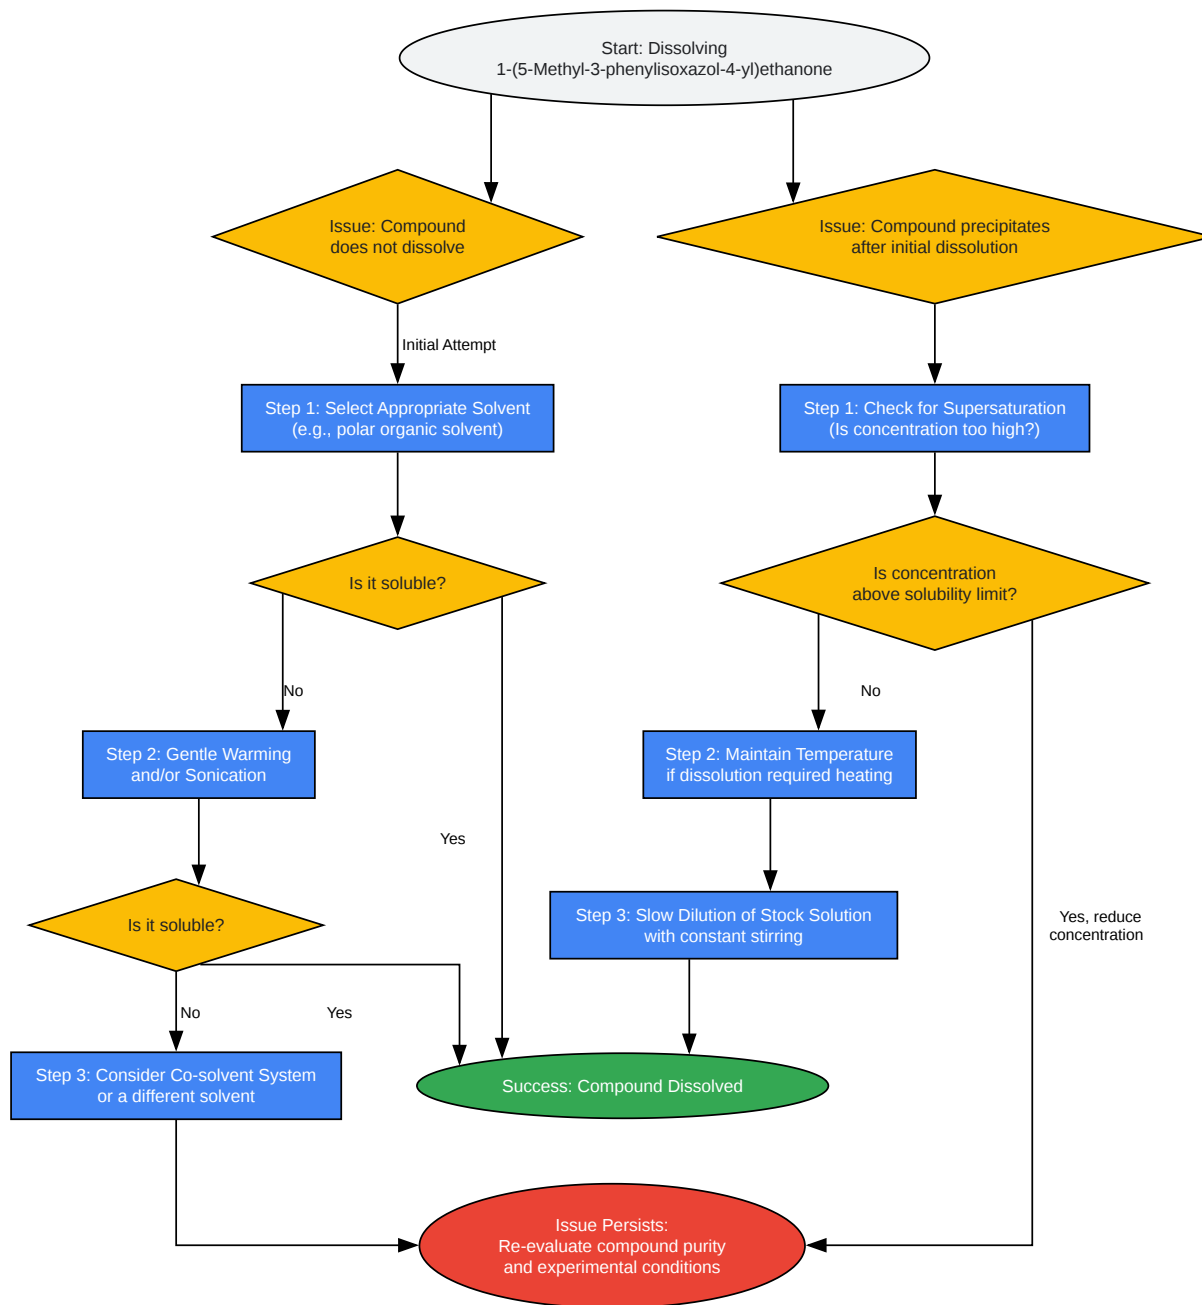 Start: Dissolving
1-(5-Methyl-3-phenylisoxazol-4-yl)ethanone
Issue: Compound
does not dissolve
Issue: Compound precipitates
after initial dissolution
Initial Attempt
Step 1: Select Appropriate Solvent
(e.g., polar organic solvent)
Step 1: Check for Supersaturation
(Is concentration too high?)
Is it soluble?
Is concentration
above solubility limit?
No
No
Step 2: Gentle Warming
and/or Sonication
Step 2: Maintain Temperature
if dissolution required heating
Yes
Is it soluble?
Step 3: Slow Dilution of Stock Solution
with constant stirring
Yes, reduce
concentration
No
Yes
Step 3: Consider Co-solvent System
or a different solvent
Success: Compound Dissolved
Issue Persists:
Re-evaluate compound purity
and experimental conditions